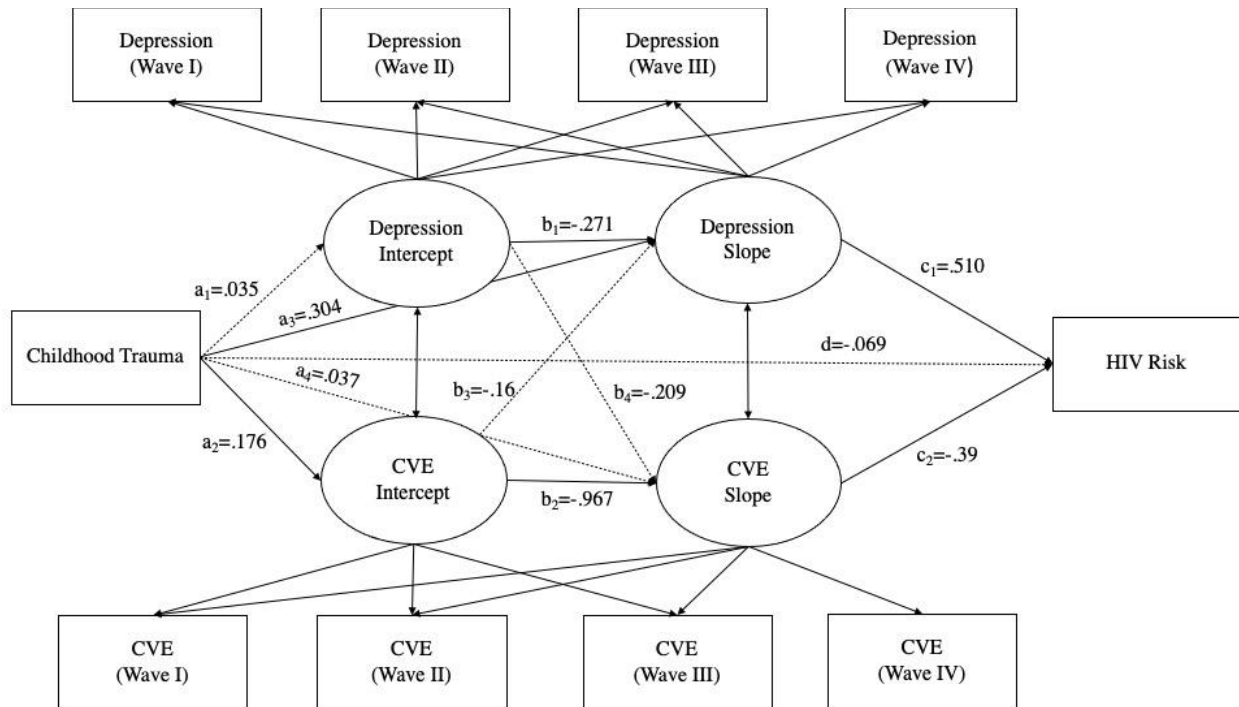 Depression
(Wave I)
Depression
(Wave II)
Depression
(Wave III)
Depression
(Wave IV)
Depression
Intercept
b₁=-.271
Depression
Slope
c₁=.510
a₁=.035
a₃=.304
Childhood Trauma
d=-.069
HIV Risk
a₄=.037
b₃=-.16
b₄=-.209
a₂=.176
CVE
Intercept
b₂=-.967
CVE
Slope
c₂=-.39
CVE
(Wave I)
CVE
(Wave II)
CVE
(Wave III)
CVE
(Wave IV)